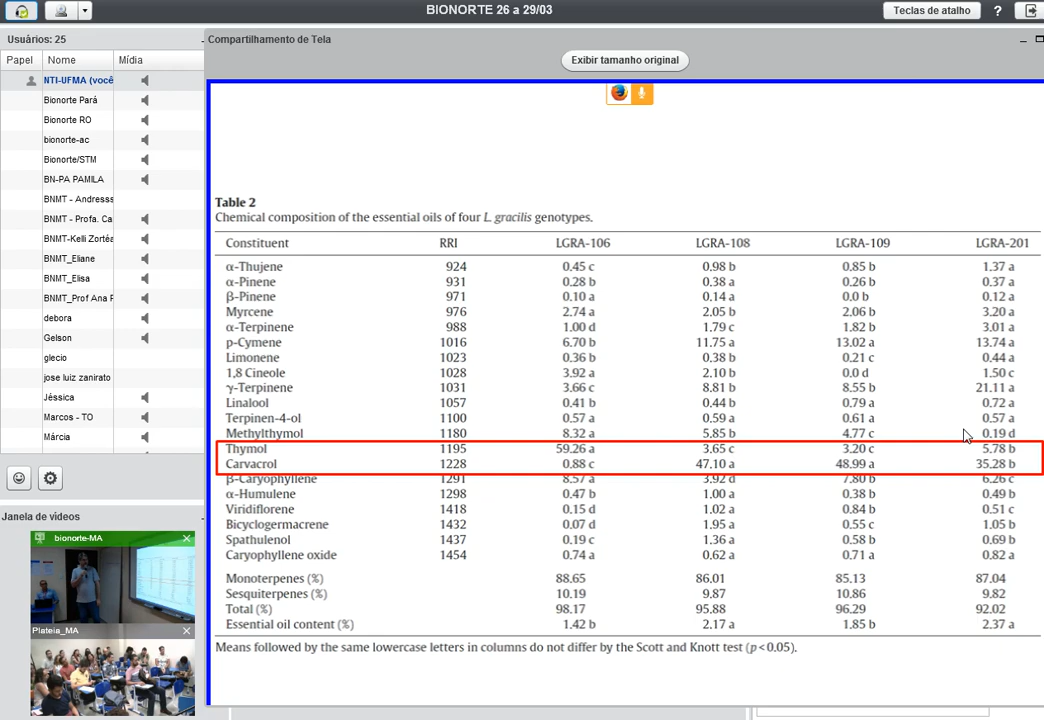 BIONORTE 26 a 29/03
Teclas de atalho
?
Usuários: 25
Papel Nome Mídia
NTI-UFMA (você
Bionorte Pará
Bionorte RO
bionorte-ac
Bionorte/STM
BN-PA PAMILA
BNMT - Andresss
BNMT - Profa. Ca
BNMT-Kelli Zortéa
BNMT_Eliane
BNMT_Elisa
BNMT_Prof Ana P
debora
Gelson
glecio
jose luiz zanirato
Jéssica
Marcos - TO
Márcia
Janela de videos
bionorte-MA
Plateia_MA
Compartilhamento de Tela
Exibir tamanho original
Table 2
Chemical composition of the essential oils of four L. gracilis genotypes.
Constituent RRI LGRA-106 LGRA-108 LGRA-109 LGRA-201
α-Thujene 924 0.45 c 0.98 b 0.85 b 1.37 a
α-Pinene 931 0.28 b 0.38 a 0.26 b 0.37 a
β-Pinene 971 0.10 a 0.14 a 0.0 b 0.12 a
Myrcene 976 2.74 a 2.05 b 2.06 b 3.20 a
α-Terpinene 988 1.00 d 1.79 c 1.82 b 3.01 a
p-Cymene 1016 6.70 b 11.75 a 13.02 a 13.74 a
Limonene 1023 0.36 b 0.38 b 0.21 c 0.44 a
1,8 Cineole 1028 3.92 a 2.10 b 0.0 d 1.50 c
γ-Terpinene 1031 3.66 c 8.81 b 8.55 b 21.11 a
Linalool 1057 0.41 b 0.44 b 0.79 a 0.72 a
Terpinen-4-ol 1100 0.57 a 0.59 a 0.61 a 0.57 a
Methylthymol 1180 8.32 a 5.85 b 4.77 c 0.19 d
Thymol 1195 59.26 a 3.65 c 3.20 c 5.78 b
Carvacrol 1228 0.88 c 47.10 a 48.99 a 35.28 b
β-Caryophyllene 1291 8.57 a 3.92 d 7.80 b 6.26 c
α-Humulene 1298 0.47 b 1.00 a 0.38 b 0.49 b
Viridiflorene 1418 0.15 d 1.02 a 0.84 b 0.51 c
Bicyclogermacrene 1432 0.07 d 1.95 a 0.55 c 1.05 b
Spathulenol 1437 0.19 c 1.36 a 0.58 b 0.69 b
Caryophyllene oxide 1454 0.74 a 0.62 a 0.71 a 0.82 a
Monoterpenes (%) 88.65 86.01 85.13 87.04
Sesquiterpenes (%) 10.19 9.87 10.86 9.82
Total (%) 98.17 95.88 96.29 92.02
Essential oil content (%) 1.42 b 2.17 a 1.85 b 2.37 a
Means followed by the same lowercase letters in columns do not differ by the Scott and Knott test (p < 0.05).